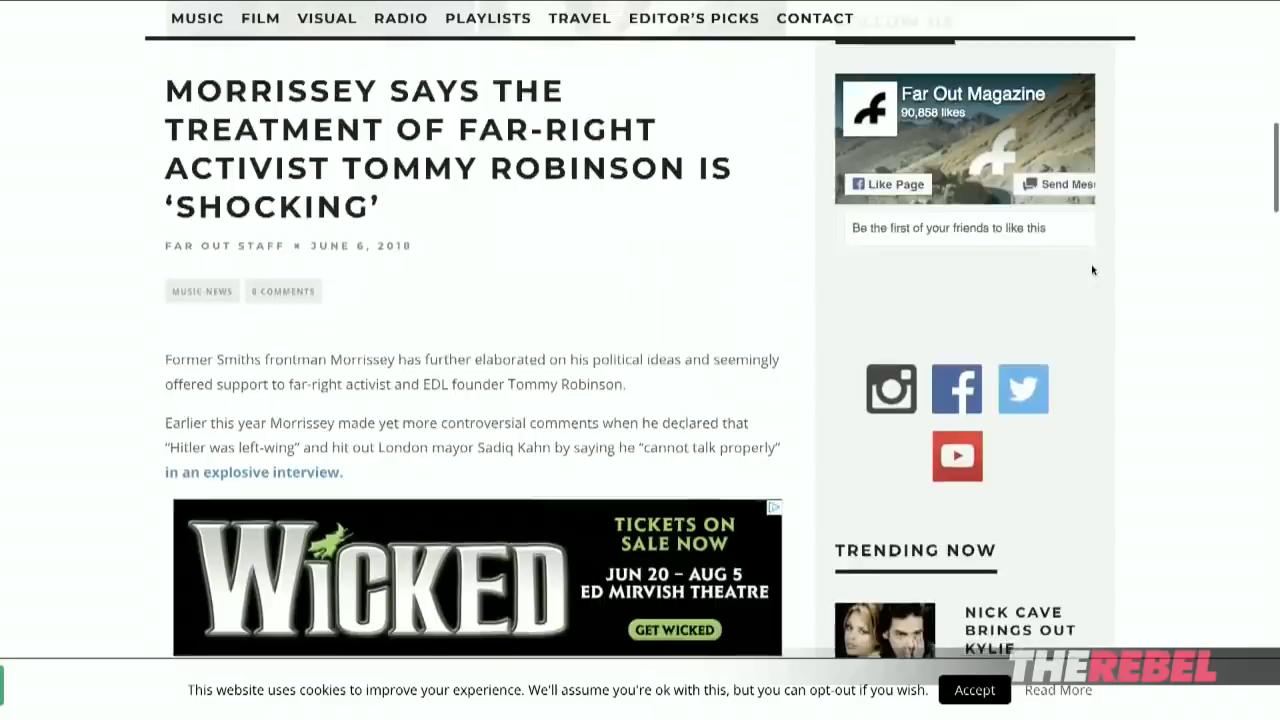 MUSIC FILM VISUAL RADIO PLAYLISTS TRAVEL EDITOR'S PICKS CONTACT
MORRISSEY SAYS THE
TREATMENT OF FAR-RIGHT
ACTIVIST TOMMY ROBINSON IS
‘SHOCKING’
FAR OUT STAFF × JUNE 6, 2018
MUSIC NEWS
0 COMMENTS
Former Smiths frontman Morrissey has further elaborated on his political ideas and seemingly
offered support to far-right activist and EDL founder Tommy Robinson.
Earlier this year Morrissey made yet more controversial comments when he declared that
“Hitler was left-wing” and hit out London mayor Sadiq Kahn by saying he “cannot talk properly”
in an explosive interview.
WICKED
TICKETS ON
SALE NOW
JUN 20 – AUG 5
ED MIRVISH THEATRE
GET WICKED
Far Out Magazine
90,858 likes
Like Page
Send Mes
Be the first of your friends to like this
TRENDING NOW
NICK CAVE
BRINGS OUT
KYLIE
THE REBEL
This website uses cookies to improve your experience. We'll assume you're ok with this, but you can opt-out if you wish.
Accept
Read More